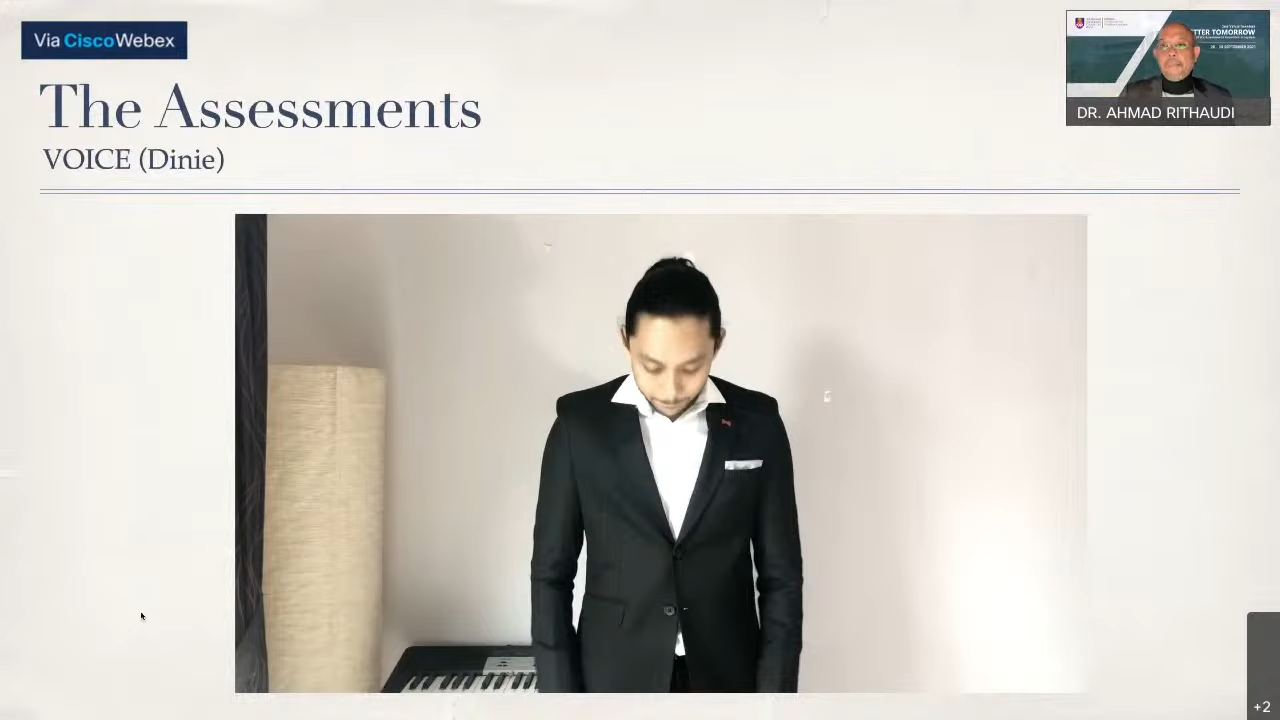 Via CiscoWebex
The Assessments
VOICE (Dinie)
TTER TOMORROW
DR. AHMAD RITHAUDI
+2